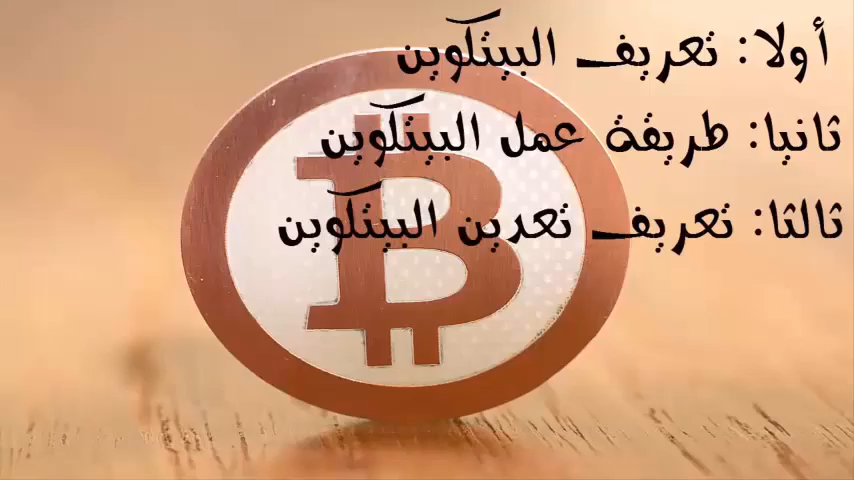 أولا: تعريف البيتكوين
ثانيا: طريقة عمل البيتكوين
ثالثا: تعريف تعدين البيتكوين